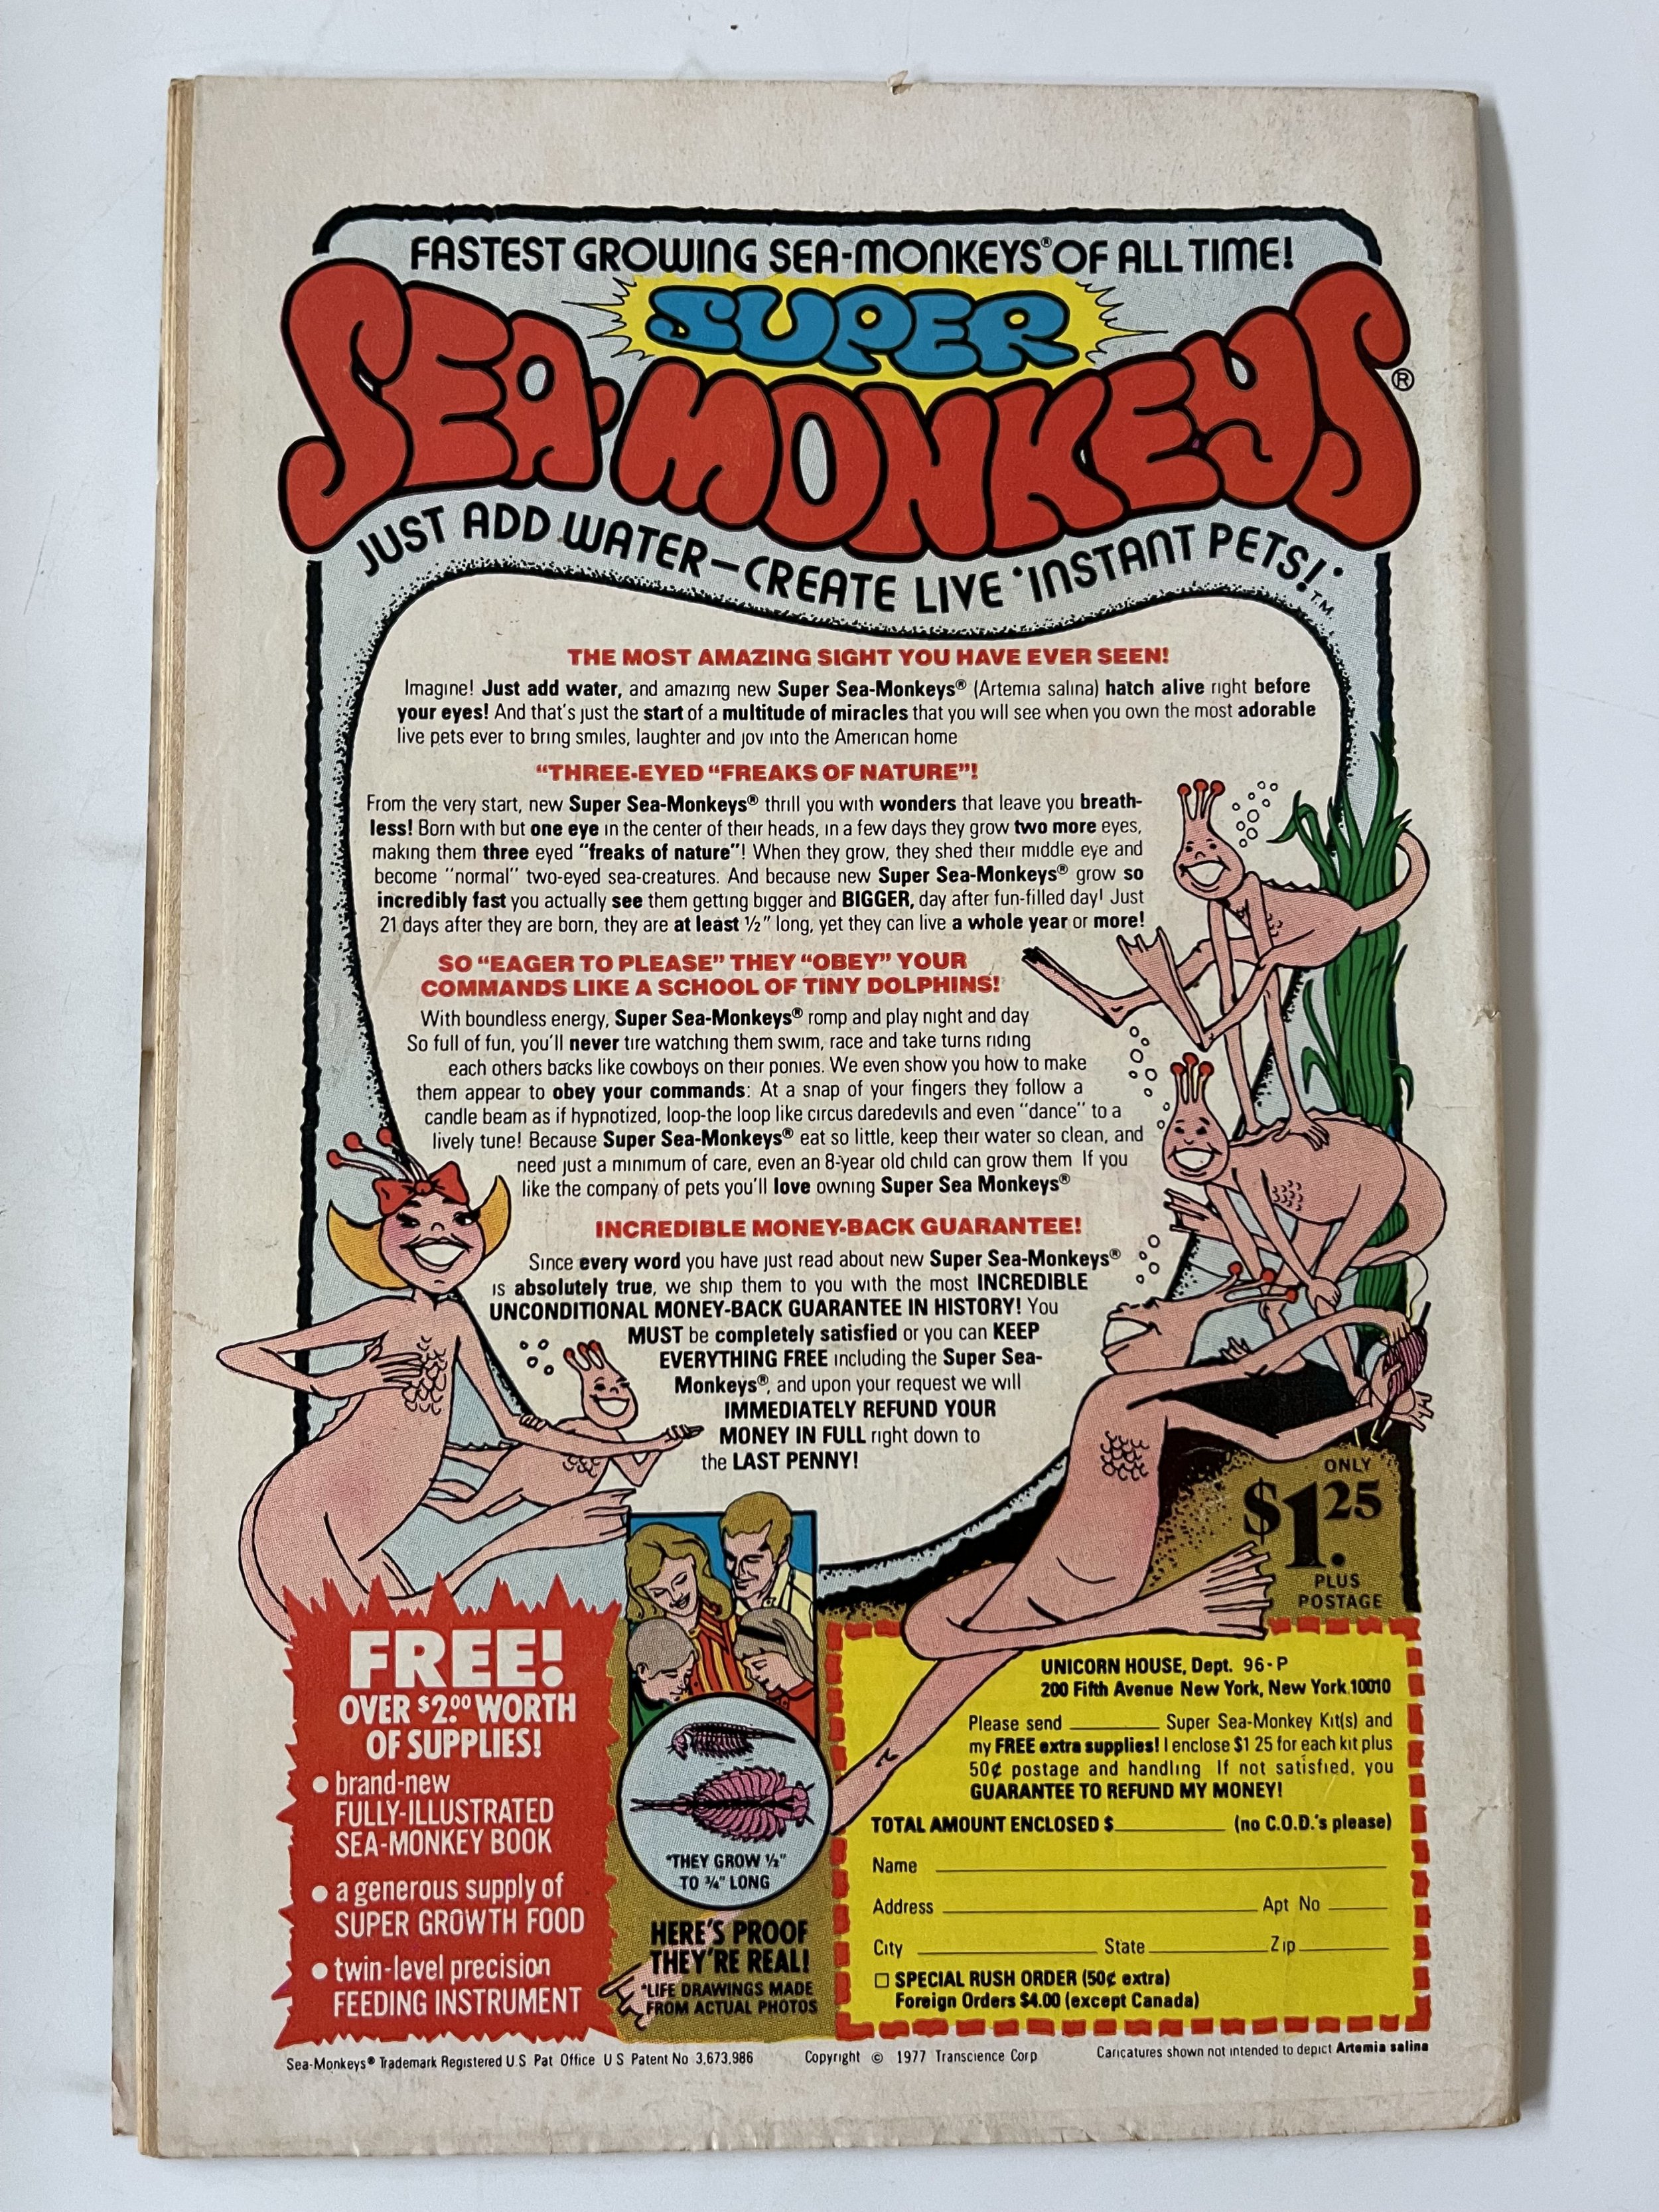 FASTEST GROWING SEA-MONKEYS® OF ALL TIME!
SUPER
SEA-MONKEYS®
JUST ADD WATER—CREATE LIVE "INSTANT PETS!"TM
THE MOST AMAZING SIGHT YOU HAVE EVER SEEN!
Imagine! Just add water, and amazing new Super Sea-Monkeys® (Artemia salina) hatch alive right before
your eyes! And that's just the start of a multitude of miracles that you will see when you own the most adorable
live pets ever to bring smiles, laughter and joy into the American home
"THREE-EYED "FREAKS OF NATURE"!
From the very start, new Super Sea-Monkeys® thrill you with wonders that leave you breath-
less! Born with but one eye in the center of their heads, in a few days they grow two more eyes,
making them three eyed "freaks of nature"! When they grow, they shed their middle eye and
become "normal" two-eyed sea-creatures. And because new Super Sea-Monkeys® grow so
incredibly fast you actually see them getting bigger and BIGGER, day after fun-filled day! Just
21 days after they are born, they are at least ½" long, yet they can live a whole year or more!
SO "EAGER TO PLEASE" THEY "OBEY" YOUR
COMMANDS LIKE A SCHOOL OF TINY DOLPHINS!
With boundless energy, Super Sea-Monkeys® romp and play night and day
So full of fun, you'll never tire watching them swim, race and take turns riding
each others backs like cowboys on their ponies. We even show you how to make
them appear to obey your commands: At a snap of your fingers they follow a
candle beam as if hypnotized, loop-the loop like circus daredevils and even "dance" to a
lively tune! Because Super Sea-Monkeys® eat so little, keep their water so clean, and
need just a minimum of care, even an 8-year old child can grow them If you
like the company of pets you'll love owning Super Sea Monkeys®
INCREDIBLE MONEY-BACK GUARANTEE!
Since every word you have just read about new Super Sea-Monkeys®
is absolutely true, we ship them to you with the most INCREDIBLE
UNCONDITIONAL MONEY-BACK GUARANTEE IN HISTORY! You
MUST be completely satisfied or you can KEEP
EVERYTHING FREE including the Super Sea-
Monkeys®, and upon your request we will
IMMEDIATELY REFUND YOUR
MONEY IN FULL right down to
the LAST PENNY!
ONLY
$1.25
PLUS
POSTAGE
FREE!
OVER $2.00 WORTH
OF SUPPLIES!
• brand-new
FULLY-ILLUSTRATED
SEA-MONKEY BOOK
• a generous supply of
SUPER GROWTH FOOD
• twin-level precision
FEEDING INSTRUMENT
*THEY GROW ½"
TO ¾" LONG
HERE'S PROOF
THEY'RE REAL!
*LIFE DRAWINGS MADE
FROM ACTUAL PHOTOS
UNICORN HOUSE, Dept. 96-P
200 Fifth Avenue New York, New York 10010
Please send ________ Super Sea-Monkey Kit(s) and
my FREE extra supplies! I enclose $1 25 for each kit plus
50¢ postage and handling If not satisfied, you
GUARANTEE TO REFUND MY MONEY!
TOTAL AMOUNT ENCLOSED $________ (no C.O.D.'s please)
Name ________
Address ________ Apt No ________
City ________ State ________ Zip ________
☐ SPECIAL RUSH ORDER (50¢ extra)
Foreign Orders $4.00 (except Canada)
Sea-Monkeys® Trademark Registered U.S Pat Office U S Patent No 3,673,986 Copyright © 1977 Transcience Corp Caricatures shown not intended to depict Artemia salina